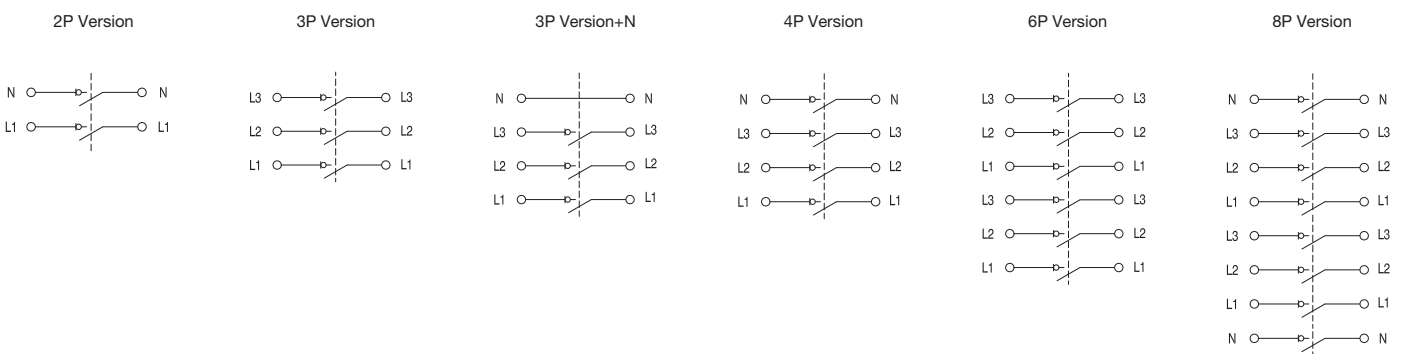 2P Version
N N
L1 L1
3P Version
L3 L3
L2 L2
L1 L1
3P Version+N
N N
L3 L3
L2 L2
L1 L1
4P Version
N N
L3 L3
L2 L2
L1 L1
6P Version
L3 L3
L2 L2
L1 L1
L3 L3
L2 L2
L1 L1
8P Version
N N
L3 L3
L2 L2
L1 L1
L3 L3
L2 L2
L1 L1
N N